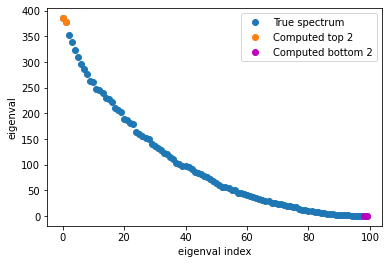 True spectrum
Computed top 2
Computed bottom 2
400
350
300
250
200
150
100
50
0
eigenval
0 20 40 60 80 100
eigenval index